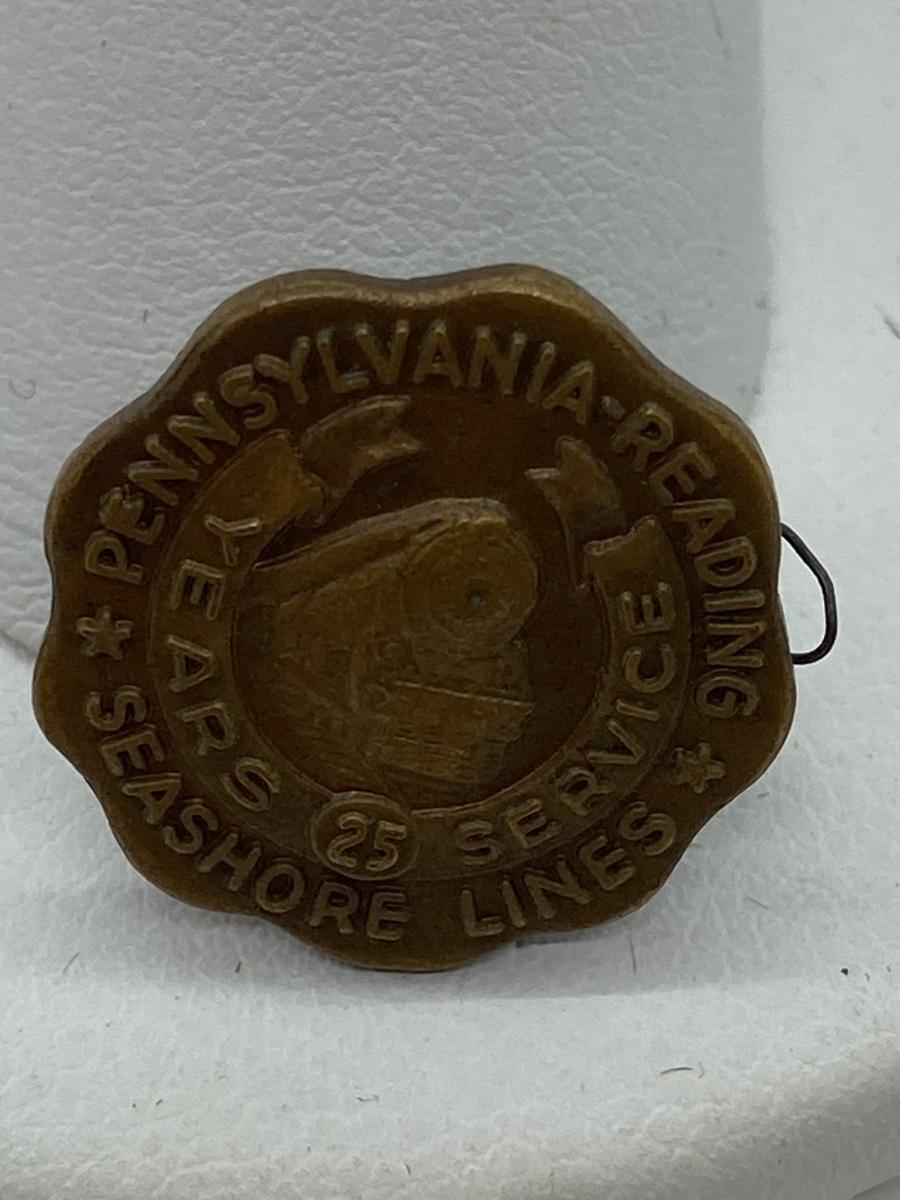 PENNSYLVANIA-READING
SEASHORE LINES
YEARS 25 SERVICE